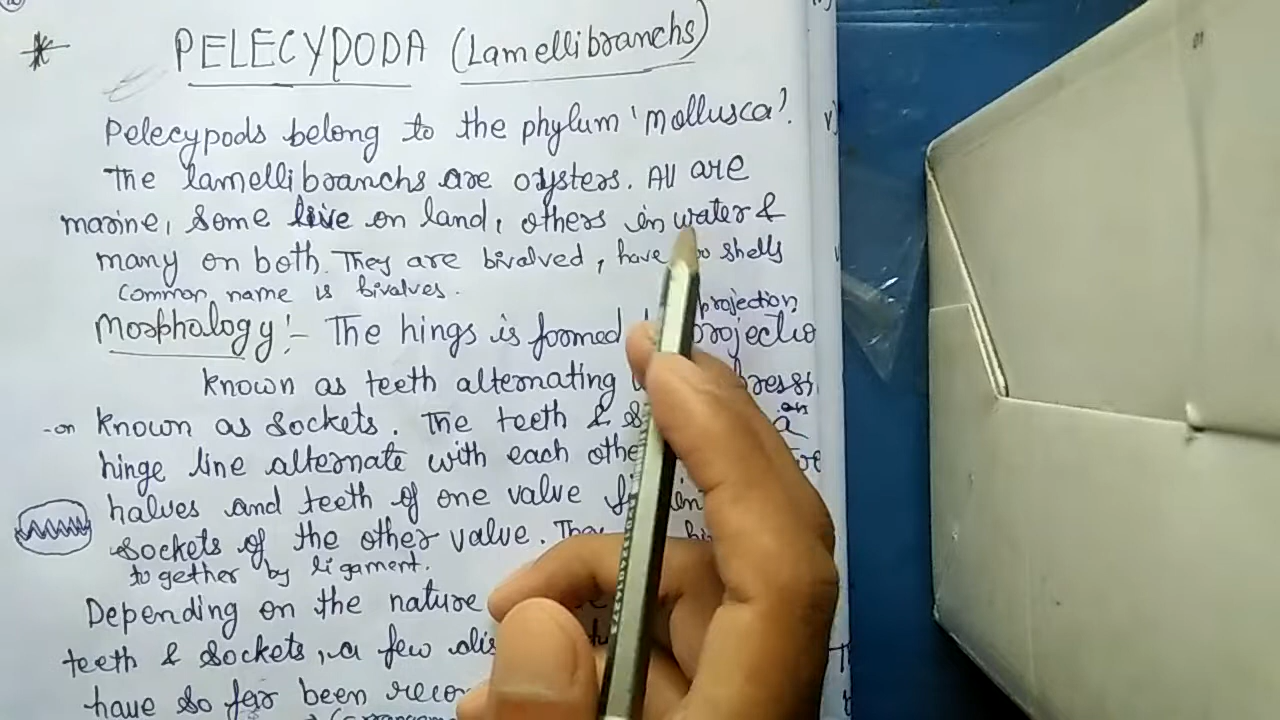 PELECYPODA (Lamellibranchs)
Pelecypods belong to the phylum 'mollusca'.
The lamellibranchs are oysters. All are
marine, some live on land, others in water &
many on both. They are bivalved, have shells
common name is bivalves.
projection
Morphalogy:- The hings is formed projectio
known as teeth alternating
-on known as sockets. The teeth &
hinge line alternate with each othe
halves and teeth of one valve
sockets of the other valve.
together by ligament.
Depending on the nature
teeth & sockets, a few
have so far been